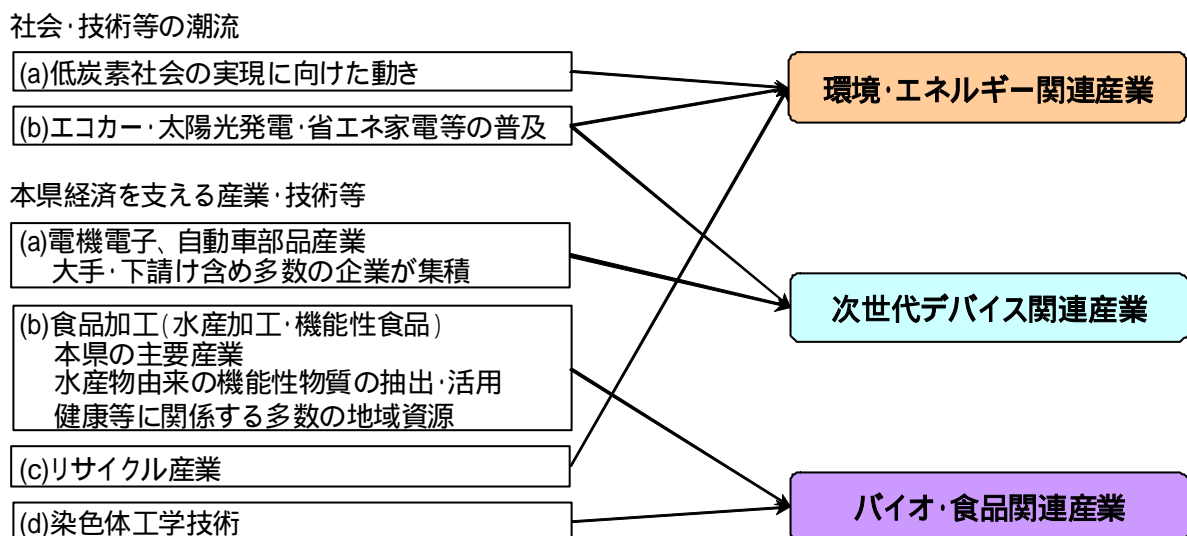 社会・技術等の潮流
(a)低炭素社会の実現に向けた動き
(b)エコカー・太陽光発電・省エネ家電等の普及
本県経済を支える産業・技術等
(a)電機電子、自動車部品産業
大手・下請け含め多数の企業が集積
(b)食品加工(水産加工・機能性食品)
本県の主要産業
水産物由来の機能性物質の抽出・活用
健康等に関係する多数の地域資源
(c)リサイクル産業
(d)染色体工学技術
環境・エネルギー関連産業
次世代デバイス関連産業
バイオ・食品関連産業